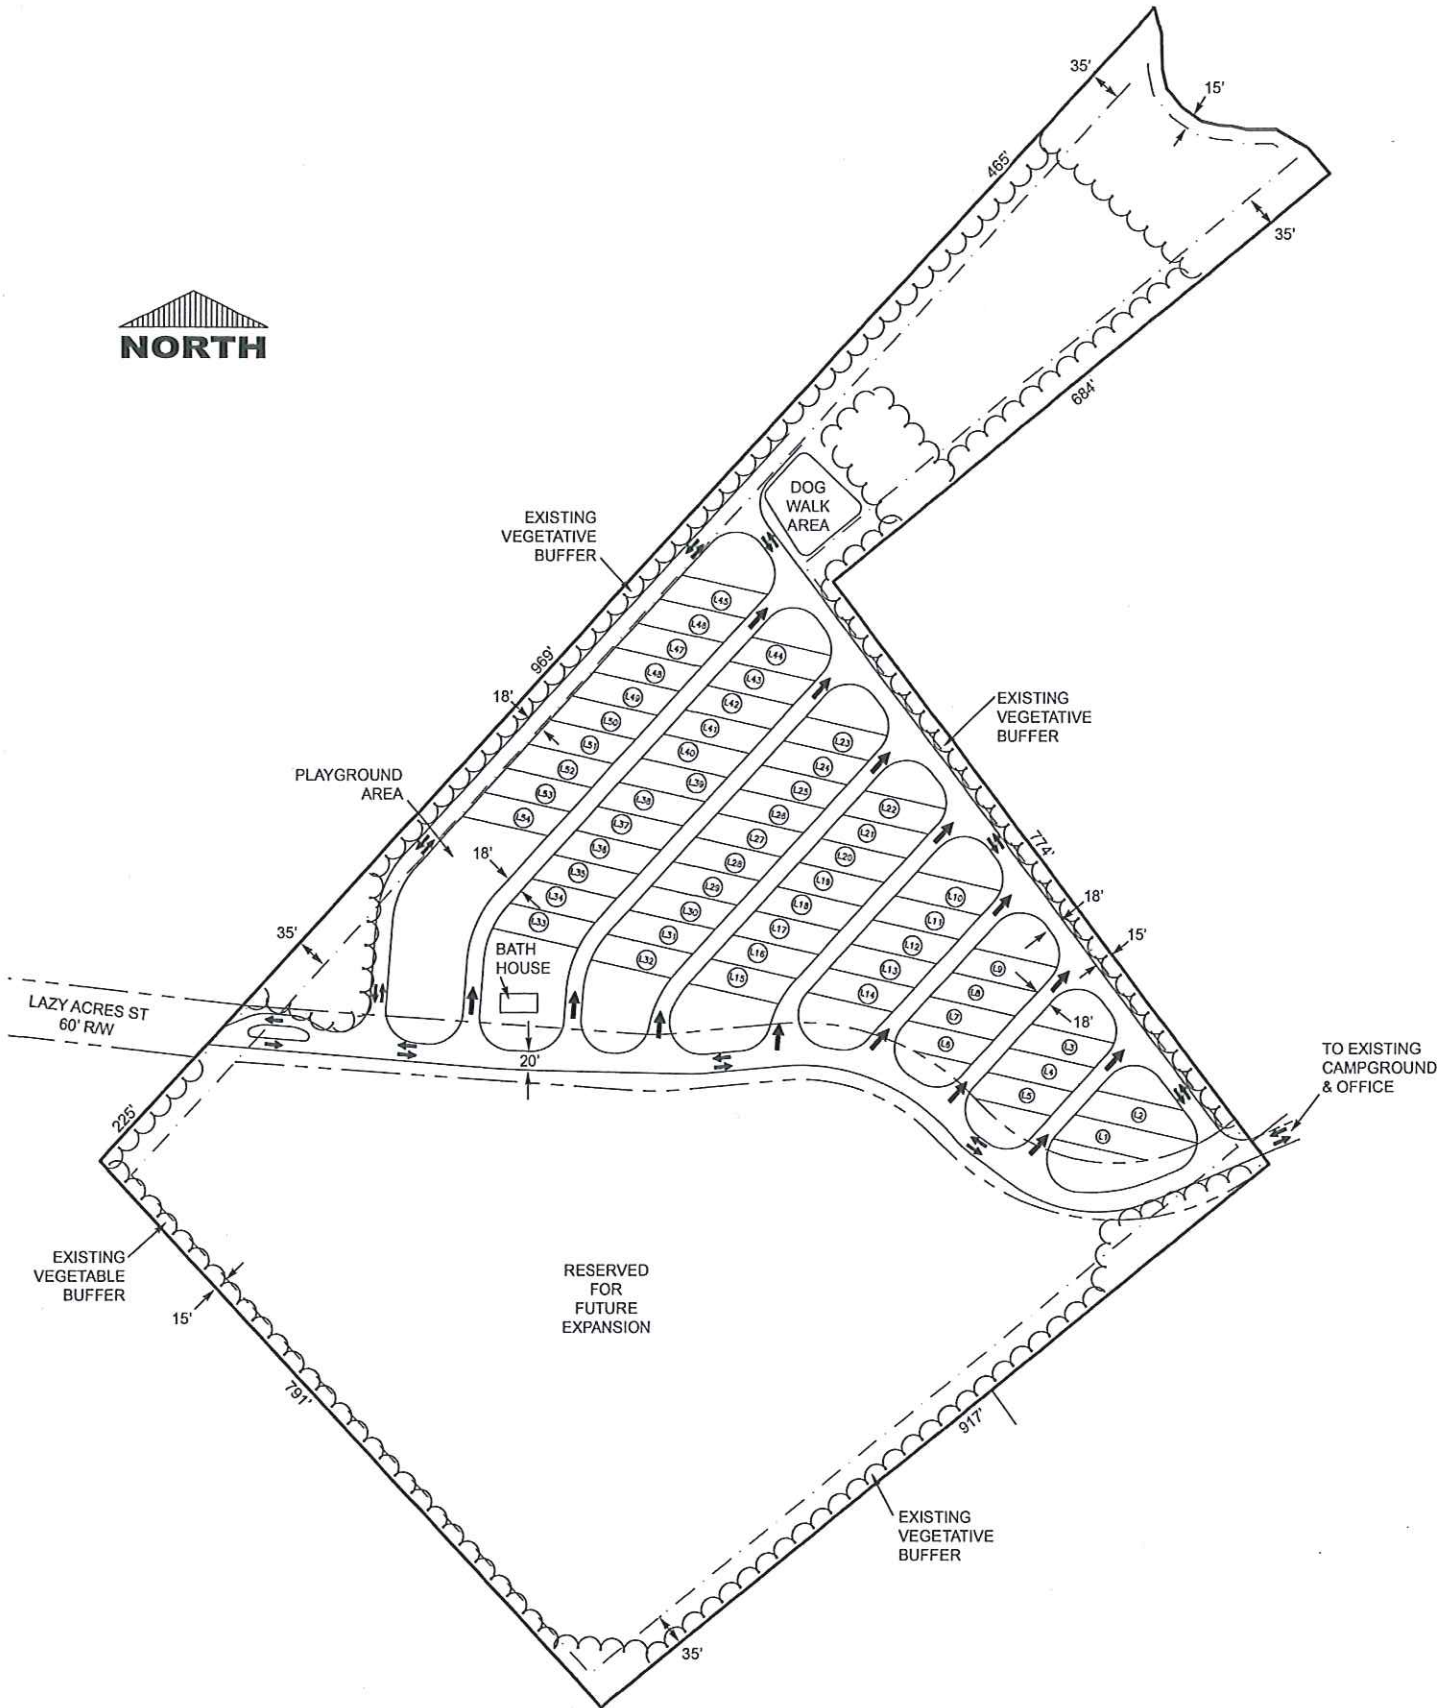 35'
15'
465'
35'
NORTH
684'
DOG
WALK
AREA
EXISTING
VEGETATIVE
BUFFER
L45
L46
L47
L44
L48
L43
969'
L49
L42
18'
L50
L41
L23
EXISTING
VEGETATIVE
BUFFER
L51
L40
L24
L52
L39
L25
PLAYGROUND
AREA
L53
L38
L26
L22
L54
L37
L27
L21
774'
18'
L36
L28
L20
L35
L29
L19
L10
18'
L34
L30
L18
L11
L33
L31
L17
L12
15'
35'
BATH
HOUSE
L32
L16
L13
L9
L15
L14
L8
LAZY ACRES ST
60' R/W
L7
18'
L6
L3
20'
L4
TO EXISTING
CAMPGROUND
& OFFICE
L5
L2
225'
L1
EXISTING
VEGETABLE
BUFFER
RESERVED
FOR
FUTURE
EXPANSION
15'
791'
917'
EXISTING
VEGETATIVE
BUFFER
35'